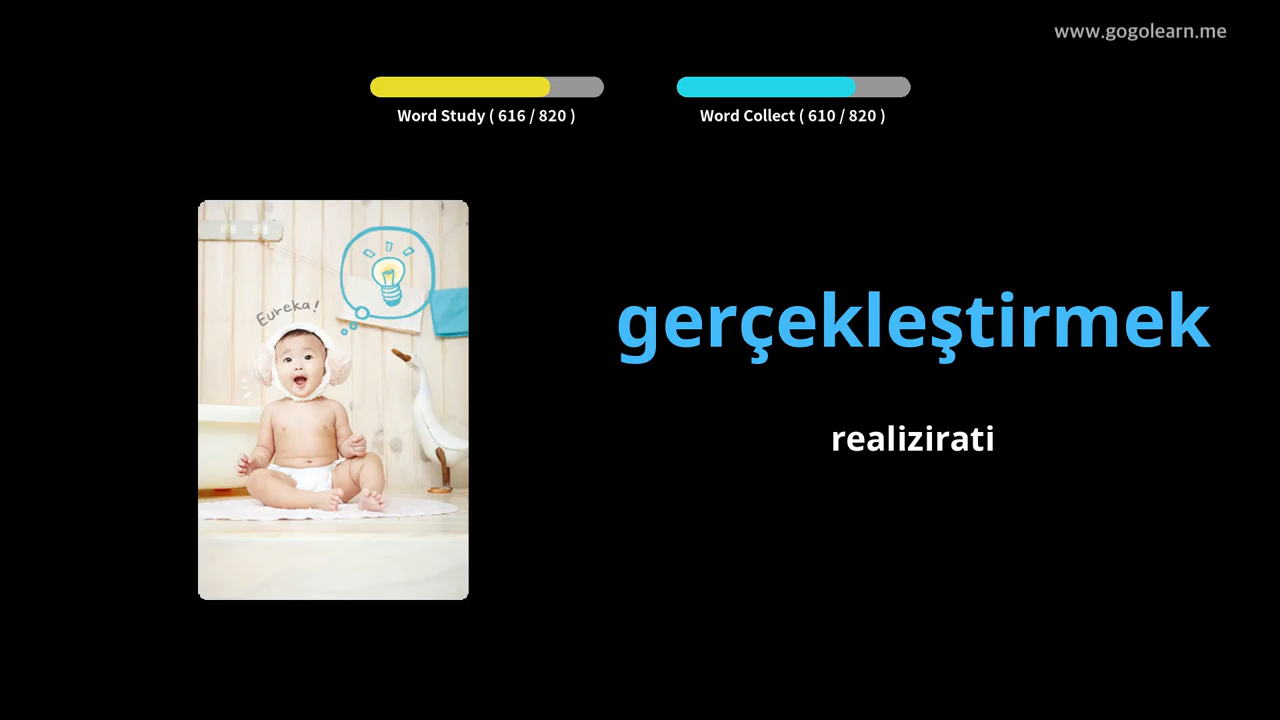 www.gogolearn.me
Word Study ( 616 / 820 )
Word Collect ( 610 / 820 )
Eureka!
gerçekleştirmek
realizirati